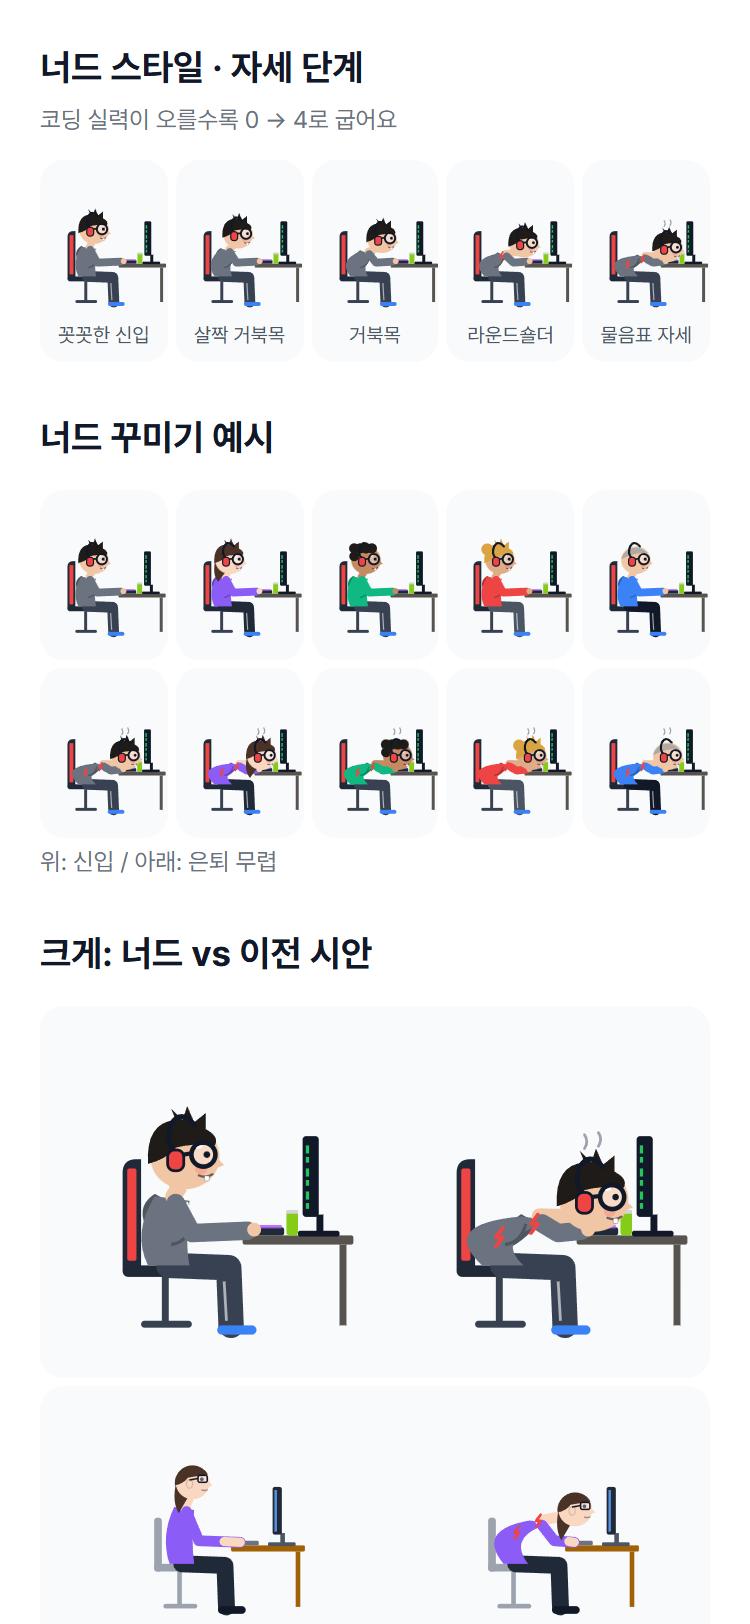 너드 스타일 · 자세 단계
코딩 실력이 오를수록 0 → 4로 굽어요
꼿꼿한 신입
살짝 거북목
거북목
라운드숄더
물음표 자세
너드 꾸미기 예시
위: 신입 / 아래: 은퇴 무렵
크게: 너드 vs 이전 시안